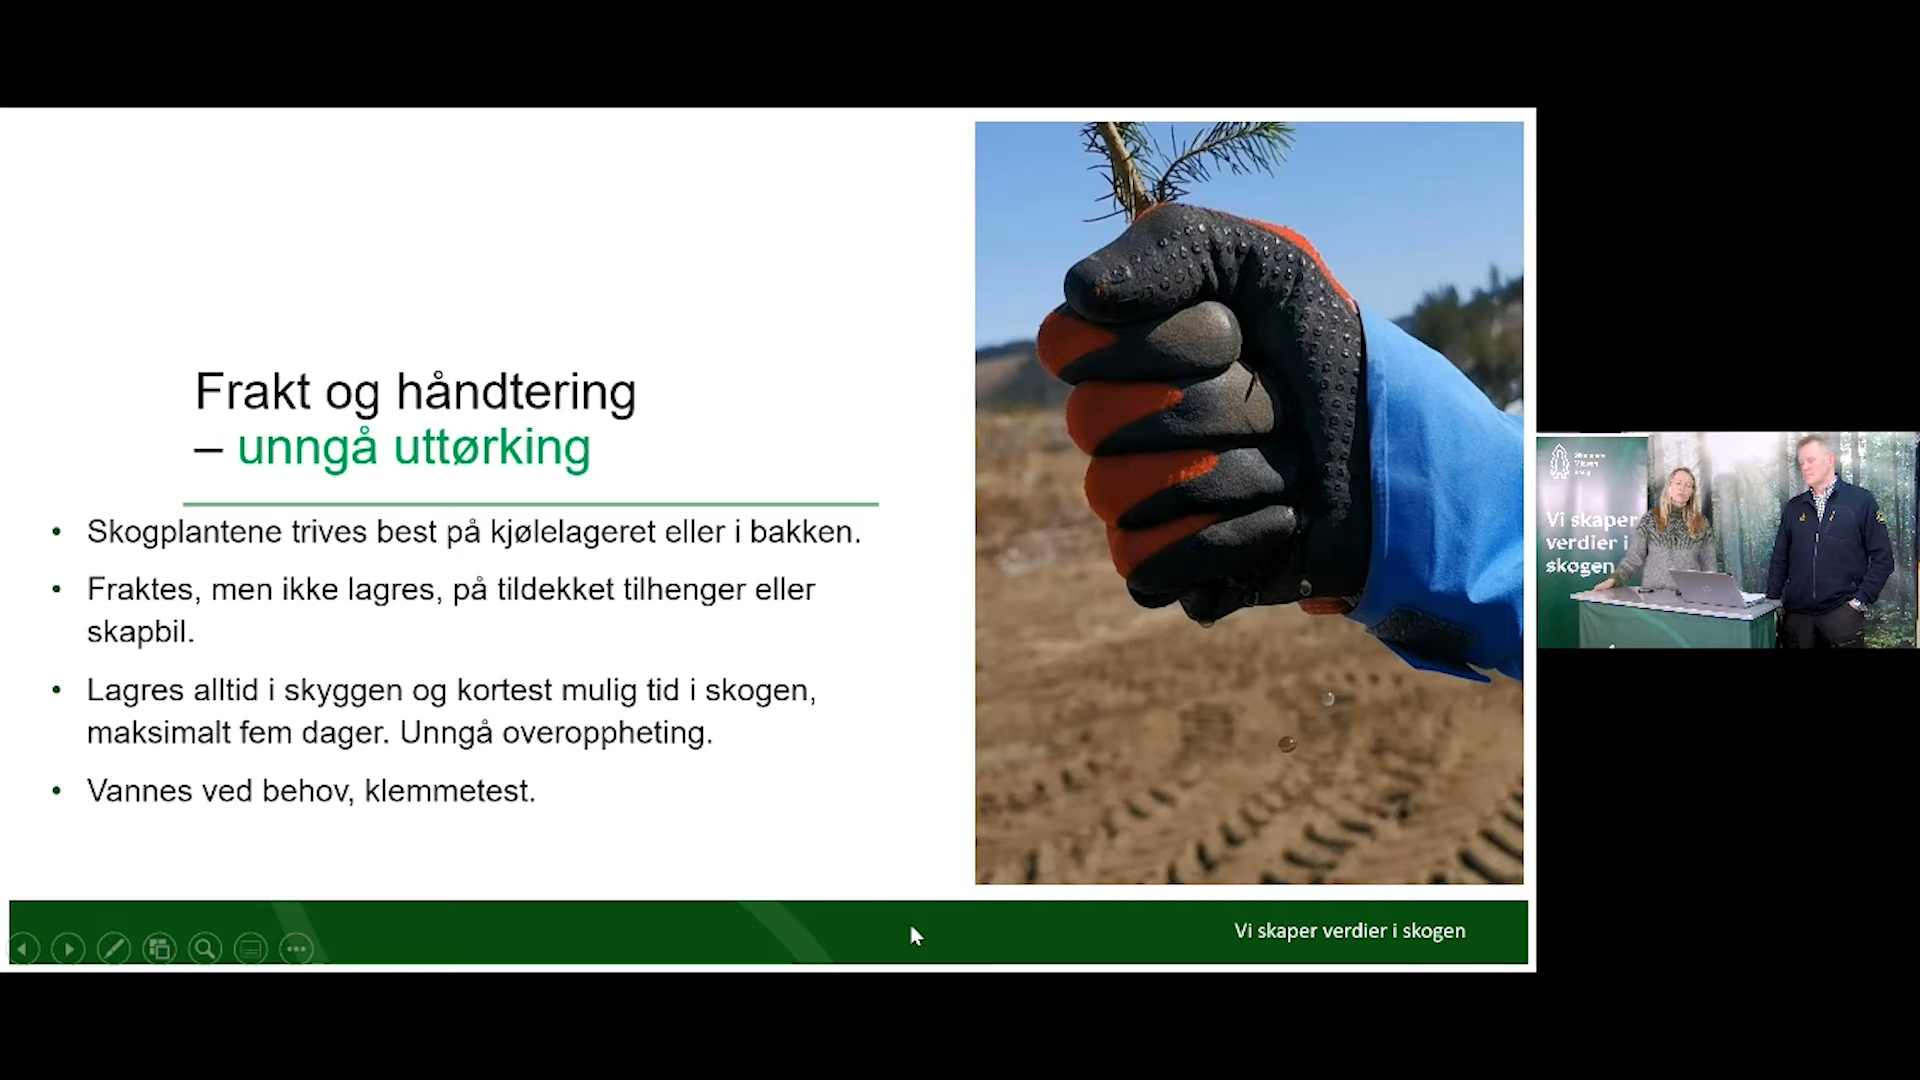 Frakt og håndtering
– unngå uttørking
• Skogplantene trives best på kjølelageret eller i bakken.
• Fraktes, men ikke lagres, på tildekket tilhenger eller
skapbil.
• Lagres alltid i skyggen og kortest mulig tid i skogen,
maksimalt fem dager. Unngå overoppheting.
• Vannes ved behov, klemmetest.
Vi skaper verdier i skogen
Vi skaper
verdier i
skogen